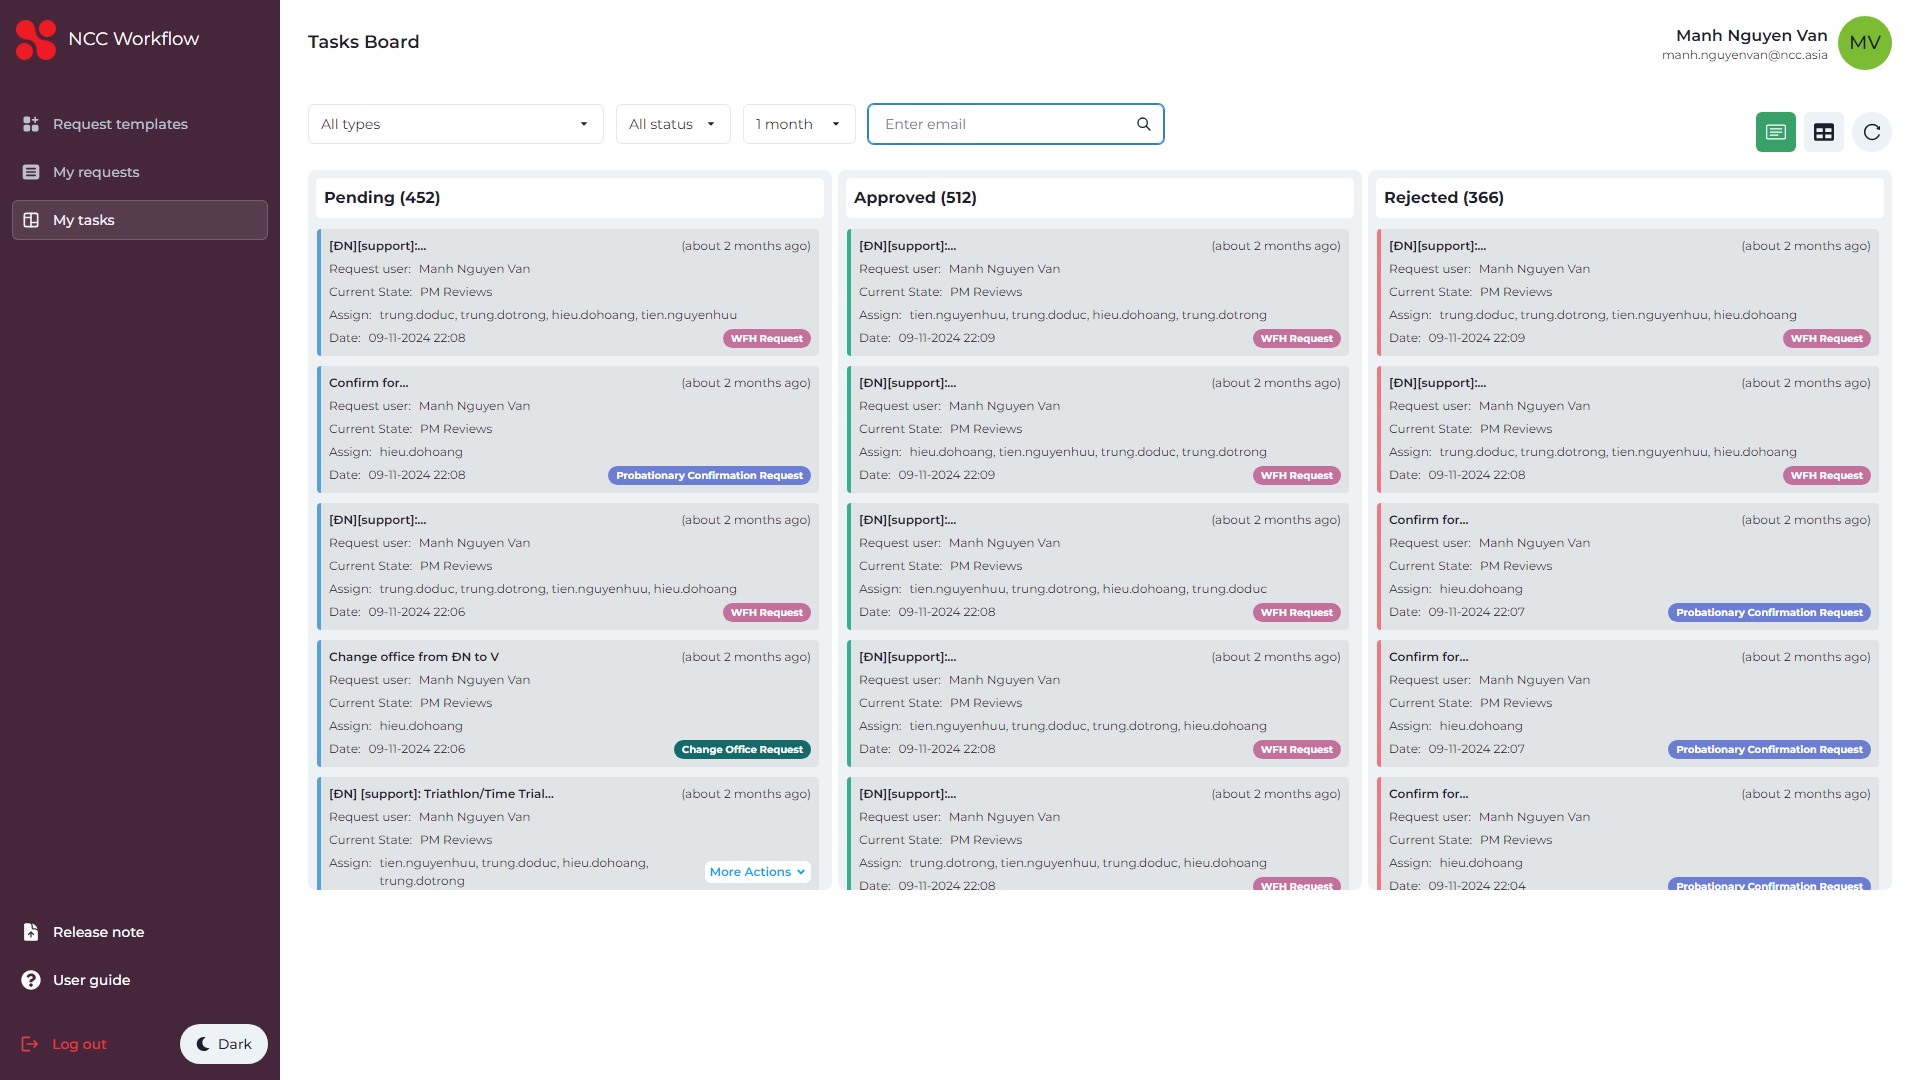 NCC Workflow
Request templates
My requests
My tasks
Release note
User guide
Log out
Dark
Tasks Board
Manh Nguyen Van
manh.nguyenvan@ncc.asia
MV
All types
All status
1 month
Enter email
Pending (452)
[ĐN][support]:...
(about 2 months ago)
Request user: Manh Nguyen Van
Current State: PM Reviews
Assign: trung.doduc, trung.dotrong, hieu.dohoang, tien.nguyenhuu
Date: 09-11-2024 22:08
WFH Request
Confirm for...
(about 2 months ago)
Request user: Manh Nguyen Van
Current State: PM Reviews
Assign: hieu.dohoang
Date: 09-11-2024 22:08
Probationary Confirmation Request
[ĐN][support]:...
(about 2 months ago)
Request user: Manh Nguyen Van
Current State: PM Reviews
Assign: trung.doduc, trung.dotrong, tien.nguyenhuu, hieu.dohoang
Date: 09-11-2024 22:06
WFH Request
Change office from ĐN to V
(about 2 months ago)
Request user: Manh Nguyen Van
Current State: PM Reviews
Assign: hieu.dohoang
Date: 09-11-2024 22:06
Change Office Request
[ĐN] [support]: Triathlon/Time Trial...
(about 2 months ago)
Request user: Manh Nguyen Van
Current State: PM Reviews
Assign: tien.nguyenhuu, trung.doduc, hieu.dohoang,
trung.dotrong
More Actions
Approved (512)
[ĐN][support]:...
(about 2 months ago)
Request user: Manh Nguyen Van
Current State: PM Reviews
Assign: tien.nguyenhuu, trung.doduc, hieu.dohoang, trung.dotrong
Date: 09-11-2024 22:09
WFH Request
[ĐN][support]:...
(about 2 months ago)
Request user: Manh Nguyen Van
Current State: PM Reviews
Assign: hieu.dohoang, tien.nguyenhuu, trung.doduc, trung.dotrong
Date: 09-11-2024 22:09
WFH Request
[ĐN][support]:...
(about 2 months ago)
Request user: Manh Nguyen Van
Current State: PM Reviews
Assign: tien.nguyenhuu, trung.dotrong, hieu.dohoang, trung.doduc
Date: 09-11-2024 22:08
WFH Request
[ĐN][support]:...
(about 2 months ago)
Request user: Manh Nguyen Van
Current State: PM Reviews
Assign: tien.nguyenhuu, trung.doduc, trung.dotrong, hieu.dohoang
Date: 09-11-2024 22:08
WFH Request
[ĐN][support]:...
(about 2 months ago)
Request user: Manh Nguyen Van
Current State: PM Reviews
Assign: trung.dotrong, tien.nguyenhuu, trung.doduc, hieu.dohoang
Date: 09-11-2024 22:08
WFH Request
Rejected (366)
[ĐN][support]:...
(about 2 months ago)
Request user: Manh Nguyen Van
Current State: PM Reviews
Assign: trung.doduc, trung.dotrong, tien.nguyenhuu, hieu.dohoang
Date: 09-11-2024 22:09
WFH Request
[ĐN][support]:...
(about 2 months ago)
Request user: Manh Nguyen Van
Current State: PM Reviews
Assign: trung.doduc, trung.dotrong, tien.nguyenhuu, hieu.dohoang
Date: 09-11-2024 22:08
WFH Request
Confirm for...
(about 2 months ago)
Request user: Manh Nguyen Van
Current State: PM Reviews
Assign: hieu.dohoang
Date: 09-11-2024 22:07
Probationary Confirmation Request
Confirm for...
(about 2 months ago)
Request user: Manh Nguyen Van
Current State: PM Reviews
Assign: hieu.dohoang
Date: 09-11-2024 22:07
Probationary Confirmation Request
Confirm for...
(about 2 months ago)
Request user: Manh Nguyen Van
Current State: PM Reviews
Assign: hieu.dohoang
Date: 09-11-2024 22:04
Probationary Confirmation Request